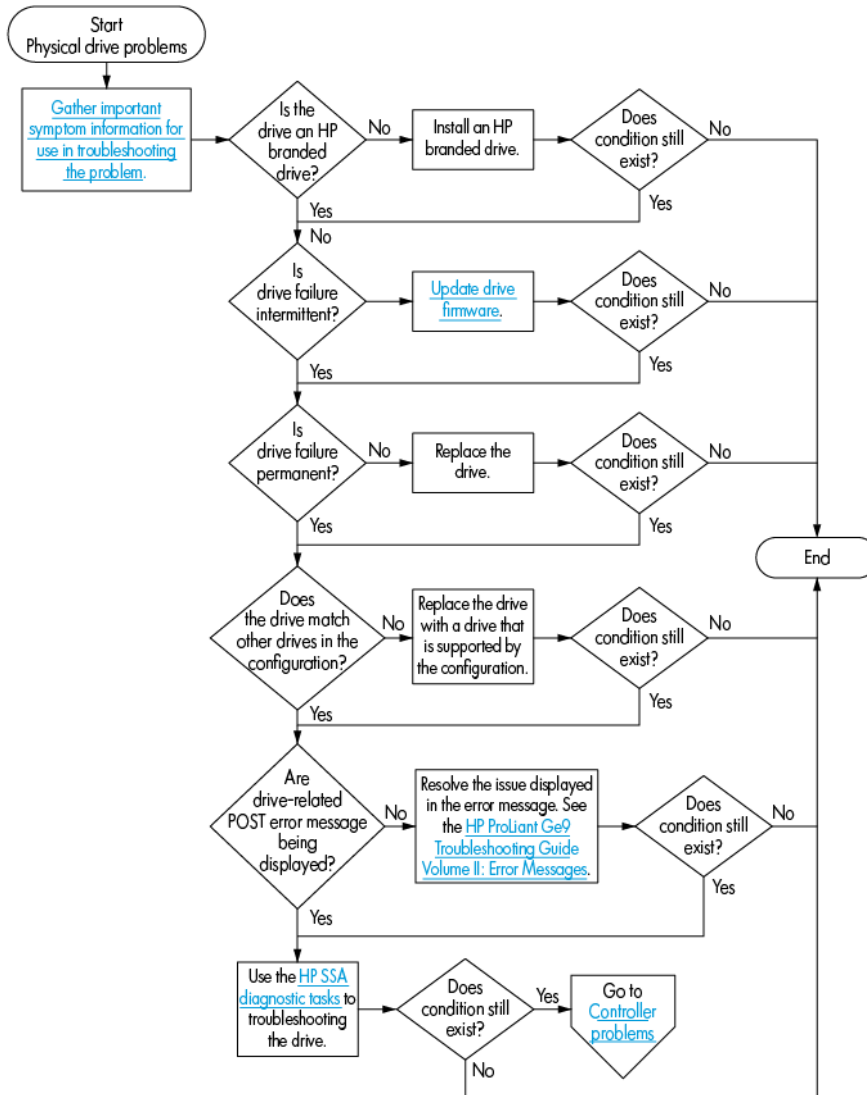 Start
Physical drive problems
Gather important
symptom information for
use in troubleshooting
the problem.
Is the
drive an HP
branded
drive?
No
Install an HP
branded drive.
Does
condition still
exist?
No
Yes
Yes
No
Is
drive failure
intermittent?
Update drive
firmware.
Does
condition still
exist?
No
Yes
Yes
Is
drive failure
permanent?
No
Replace the
drive.
Does
condition still
exist?
No
Yes
Yes
End
Does
the drive match
other drives in the
configuration?
No
Replace the drive
with a drive that
is supported by
the configuration.
Does
condition still
exist?
No
Yes
Yes
Are
drive-related
POST error message
being
displayed?
No
Resolve the issue displayed
in the error message. See
the HP ProLiant Ge9
Troubleshooting Guide
Volume II: Error Messages.
Does
condition still
exist?
No
Yes
Yes
Use the HP SSA
diagnostic tasks to
troubleshooting
the drive.
Does
condition still
exist?
Yes
Go to
Controller
problems
No